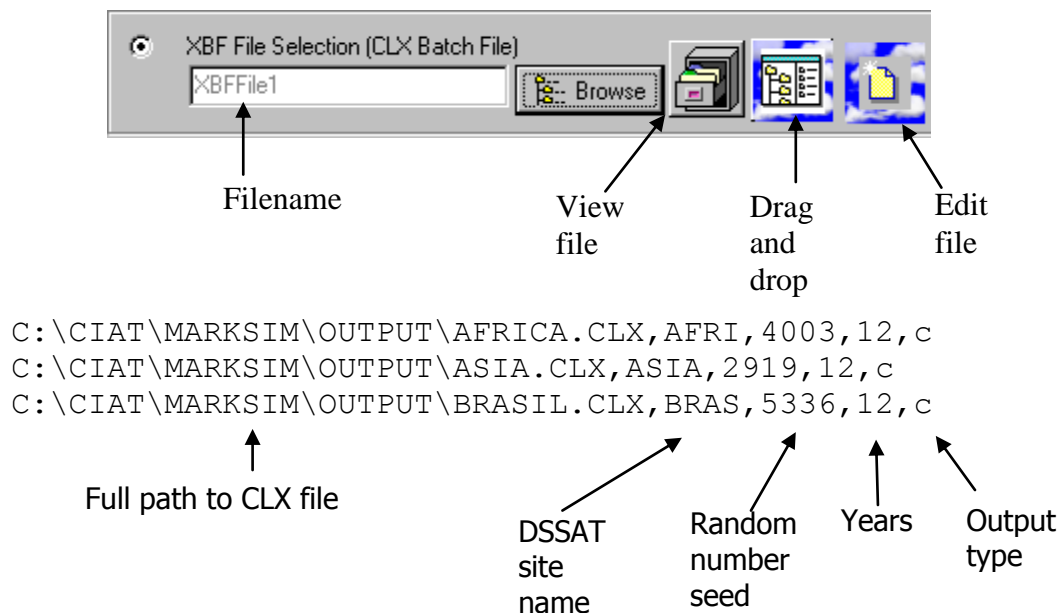 XBF File Selection (CLX Batch File)
XBFFile1
Browse
Filename
View
file
Drag
and
drop
Edit
file
C:\CIAT\MARKSIM\OUTPUT\AFRICA.CLX,AFRI,4003,12,c
C:\CIAT\MARKSIM\OUTPUT\ASIA.CLX,ASIA,2919,12,c
C:\CIAT\MARKSIM\OUTPUT\BRASIL.CLX,BRAS,5336,12,c
Full path to CLX file
DSSAT
site
name
Random
number
seed
Years
Output
type